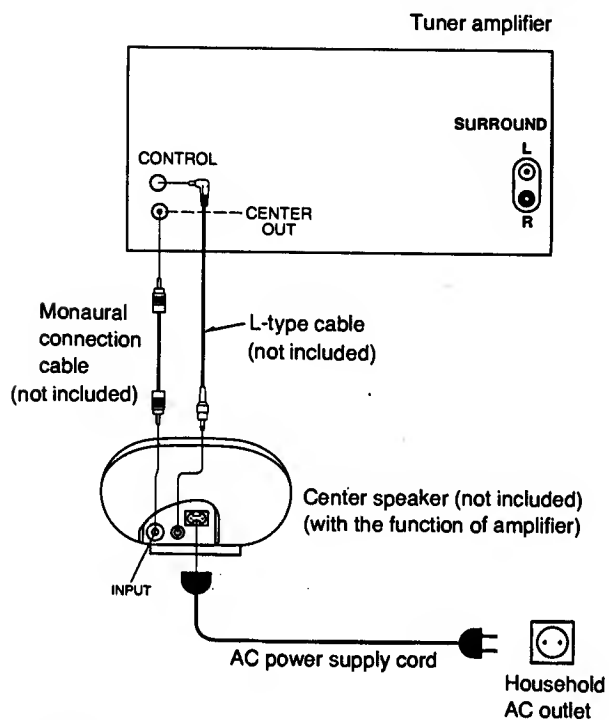 Tuner amplifier
SURROUND
L
R
CONTROL
CENTER
OUT
Monaural
connection
cable
(not included)
L-type cable
(not included)
Center speaker (not included)
(with the function of amplifier)
INPUT
AC power supply cord
Household
AC outlet